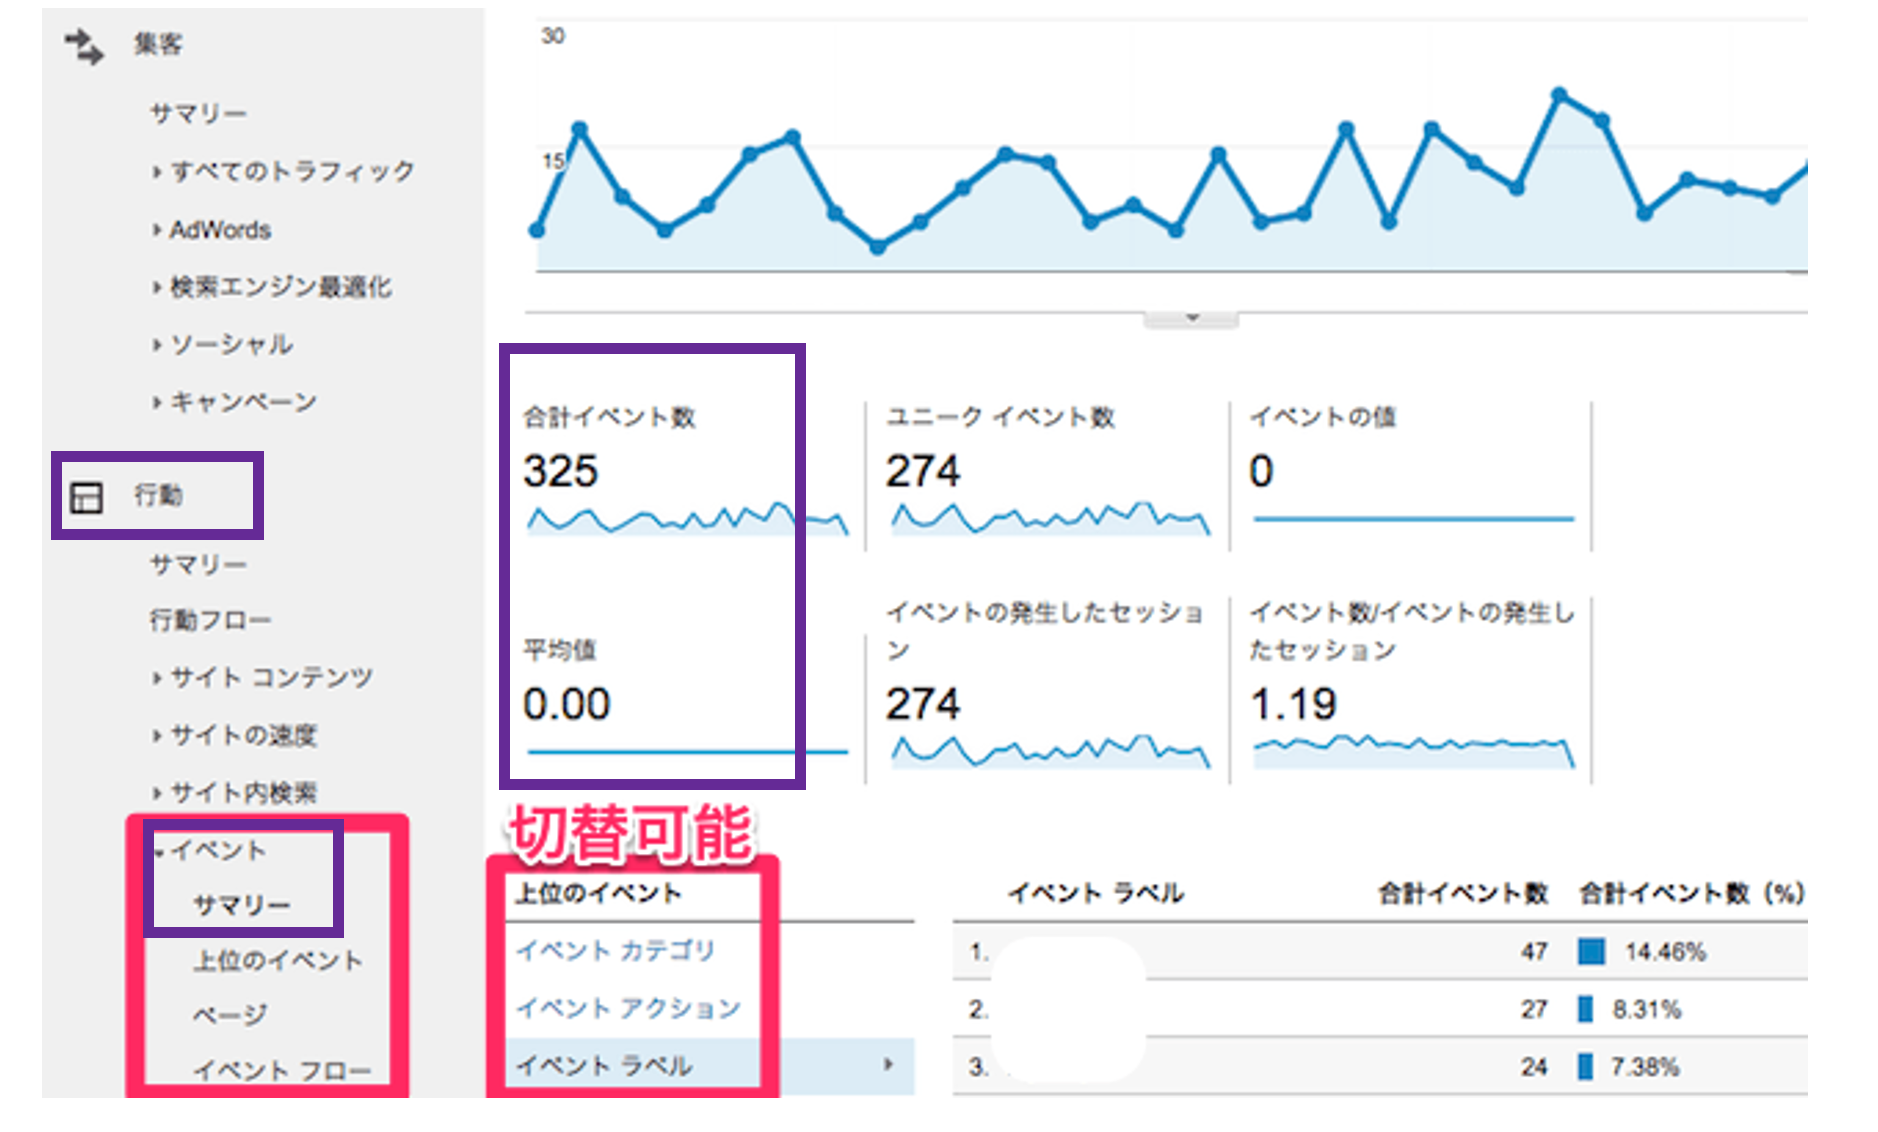 集客
サマリー
すべてのトラフィック
AdWords
検索エンジン最適化
ソーシャル
キャンペーン
行動
サマリー
行動フロー
サイト コンテンツ
サイトの速度
サイト内検索
イベント
サマリー
上位のイベント
ページ
イベント フロー
30
15
合計イベント数
325
ユニーク イベント数
274
イベントの値
0
平均値
0.00
イベントの発生したセッショ
ン
274
イベント数/イベントの発生し
たセッション
1.19
切替可能
上位のイベント
イベント カテゴリ
イベント アクション
イベント ラベル
イベント ラベル 合計イベント数 合計イベント数（%）
1. 47 14.46%
2. 27 8.31%
3. 24 7.38%